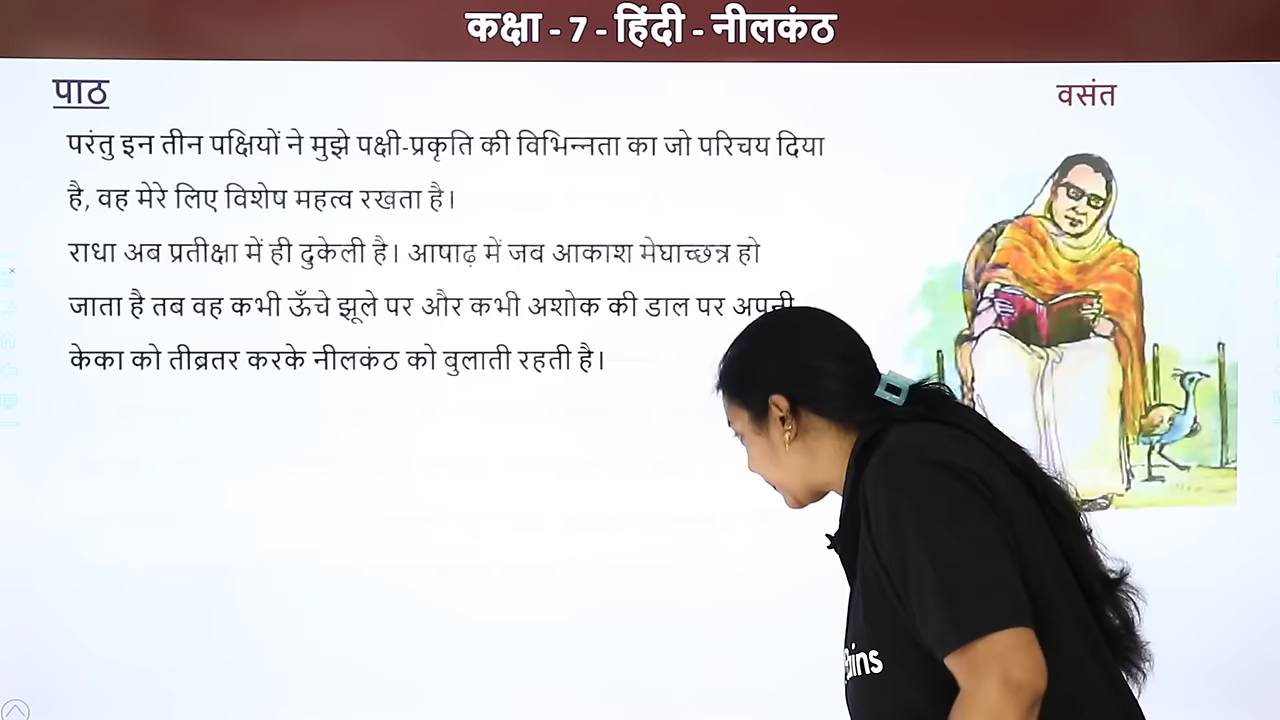 कक्षा - 7 - हिंदी - नीलकंठ
पाठ
वसंत
परंतु इन तीन पक्षियों ने मुझे पक्षी-प्रकृति की विभिन्नता का जो परिचय दिया
है, वह मेरे लिए विशेष महत्व रखता है।
राधा अब प्रतीक्षा में ही दुकेली है। आषाढ़ में जब आकाश मेघाच्छन्न हो
जाता है तब वह कभी ऊँचे झूले पर और कभी अशोक की डाल पर अपनी
केका को तीब्रतर करके नीलकंठ को बुलाती रहती है।